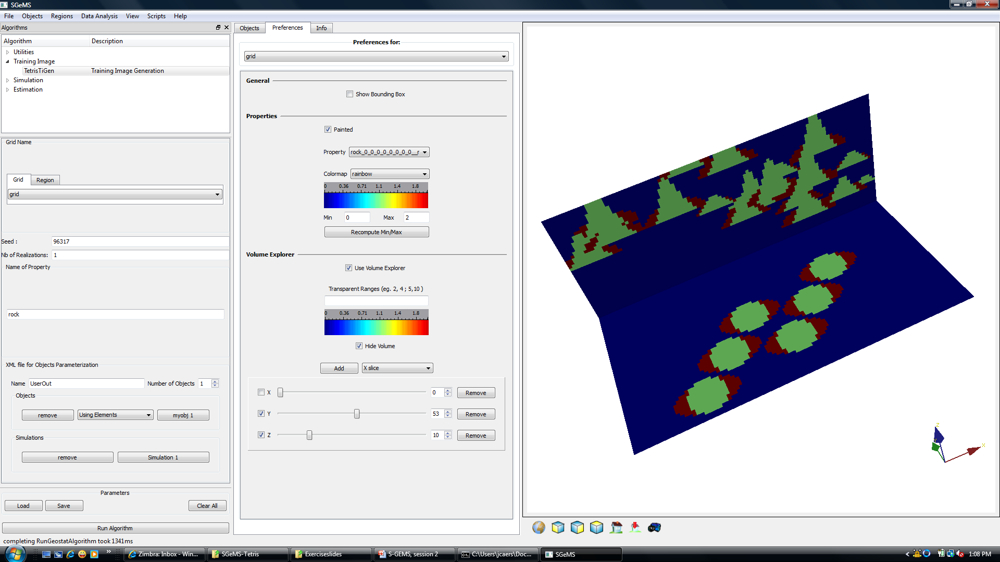 SGeMS
File Objects Regions Data Analysis View Scripts Help
Algorithms
Algorithm Description
Utilities
Training Image
TetrisTiGen Training Image Generation
Simulation
Estimation
Grid Name
Grid Region
grid
Seed : 96317
Nb of Realizations: 1
Name of Property
rock
XML file for Objects Parameterization
Name UserOut Number of Objects 1
Objects
remove Using Elements myobj 1
Simulations
remove Simulation 1
Parameters
Load Save Clear All
Run Algorithm
completing RunGeostatAlgorithm took 1341ms
Objects Preferences Info
Preferences for:
grid
General
Show Bounding Box
Properties
Painted
Property rock_0_0_0_0_0_0_0_0__r
Colormap rainbow
0 0.36 0.71 1.1 1.4 1.8
Min 0 Max 2
Recompute Min/Max
Volume Explorer
Use Volume Explorer
Transparent Ranges (eg. 2, 4 ; 5,10 )
0 0.36 0.71 1.1 1.4 1.8
Hide Volume
Add X slice
X 0 Remove
Y 53 Remove
Z 10 Remove
Z
X
Zimbra: Inbox - Win... SGeMS-Tetris Exerciseslides S-GEMS, session 2 C:\Users\jcaers\Doc... SGeMS 1:08 PM